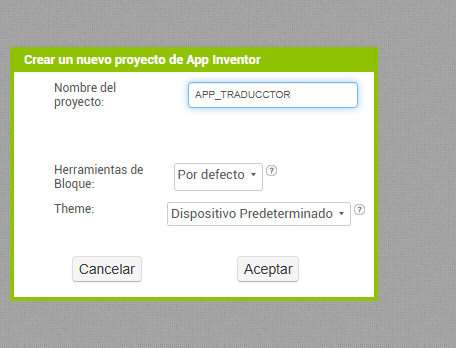 Crear un nuevo proyecto de App Inventor
Nombre del
proyecto:
APP_TRADUCCTOR
Herramientas de
Bloque:
Por defecto
?
Theme:
Dispositivo Predeterminado
?
Cancelar
Aceptar